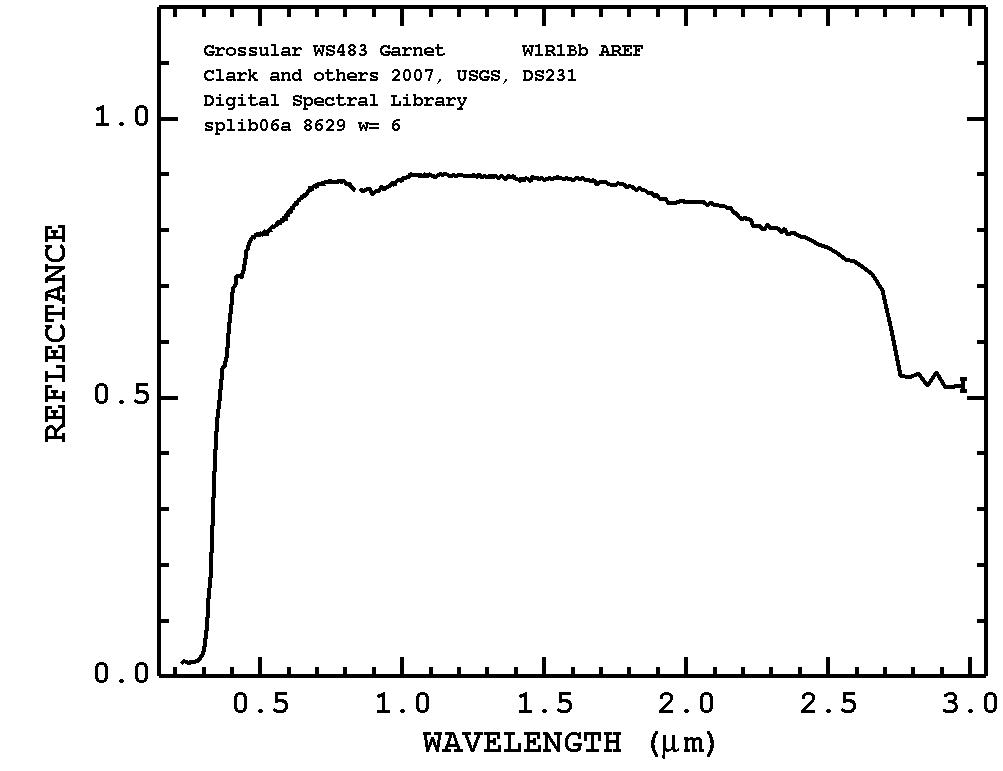 Grossular WS483 Garnet W1R1Bb AREF
Clark and others 2007, USGS, DS231
Digital Spectral Library
splib06a 8629 w= 6
1.0
0.5
0.0
REFLECTANCE
0.5 1.0 1.5 2.0 2.5 3.0
WAVELENGTH (μm)